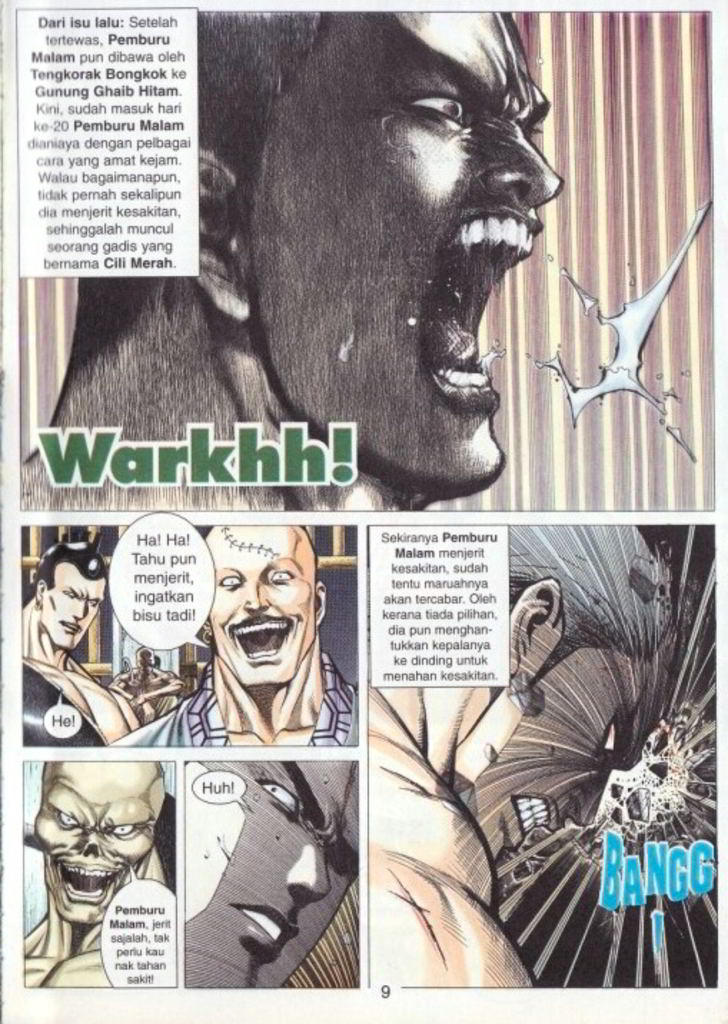 Dari isu lalu: Setelah
tertewas, Pemburu
Malam pun dibawa oleh
Tengkorak Bongkok ke
Gunung Ghaib Hitam.
Kini, sudah masuk hari
ke-20 Pemburu Malam
dianiaya dengan pelbagai
cara yang amat kejam.
Walau bagaimanapun,
tidak pernah sekalipun
dia menjerit kesakitan,
sehinggalah muncul
seorang gadis yang
bernama Cili Merah.
Warkhh!
Ha! Ha!
Tahu pun
menjerit,
ingatkan
bisu tadi!
He!
Sekiranya Pemburu
Malam menjerit
kesakitan, sudah
tentu maruahnya
akan tercabar. Oleh
kerana tiada pilihan,
dia pun menghan-
tukkan kepalanya
ke dinding untuk
menahan kesakitan.
Pemburu
Malam, jerit
sajalah, tak
perlu kau
nak tahan
sakit!
Huh!
BANGG
!
9